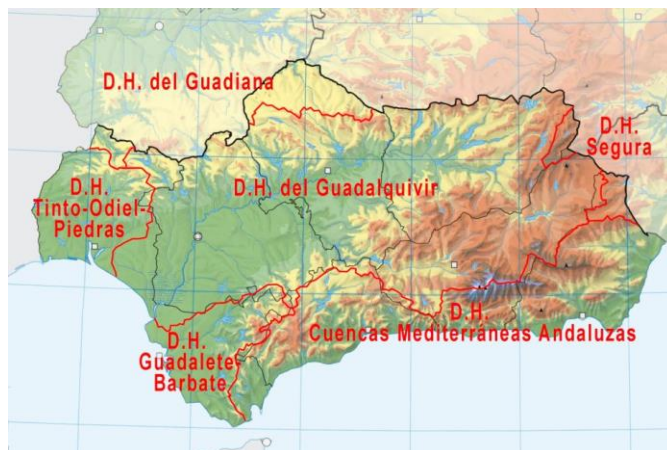 D.H. del Guadiana
D.H.
Segura
D.H.
Tinto-Odiel-
Piedras
D.H. del Guadalquivir
D.H.
Cuencas Mediterráneas Andaluzas
D.H.
Guadalete-
Barbate